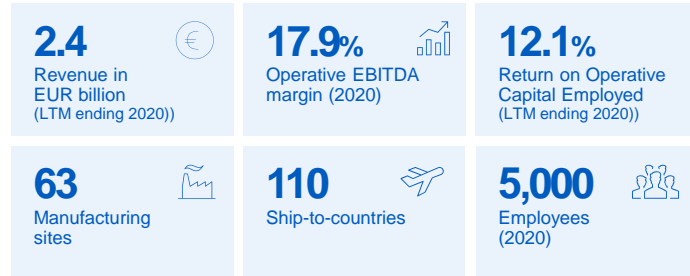 2.4
€
Revenue in
EUR billion
(LTM ending 2020))
17.9%
Operative EBITDA
margin (2020)
12.1%
Return on Operative
Capital Employed
(LTM ending 2020))
63
Manufacturing
sites
110
Ship-to-countries
5,000
Employees
(2020)